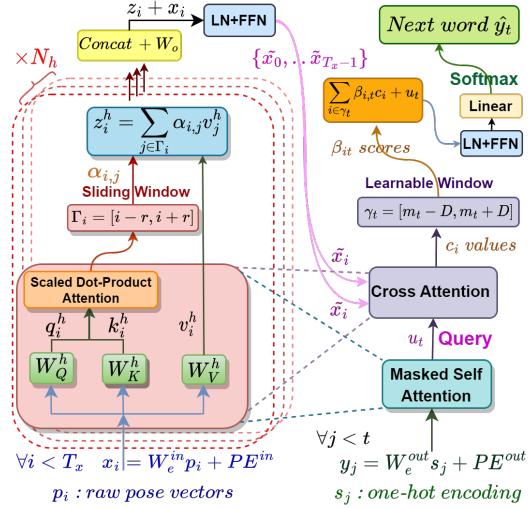 z_i + x_i
LN+FFN
Concat + W_o
×N_h
{x̃_0, . . x̃_{T_x−1}}
z_i^h = ∑_{j∈Γ_i} α_{i,j} v_j^h
α_{i,j}
Sliding Window
Γ_i = [i − r, i + r]
Scaled Dot-Product
Attention
q_i^h k_i^h v_i^h
W_Q^h W_K^h W_V^h
∀i < T_x x_i = W_e^{in} p_i + PE^{in}
p_i : raw pose vectors
Next word ŷ_t
Softmax
Linear
LN+FFN
∑_{i∈γ_t} β_{i,t} c_i + u_t
β_{it} scores
Learnable Window
γ_t = [m_t − D, m_t + D]
c_i values
x̃_i
Cross Attention
x̃_i
u_t Query
Masked Self
Attention
∀j < t
y_j = W_e^{out} s_j + PE^{out}
s_j : one-hot encoding